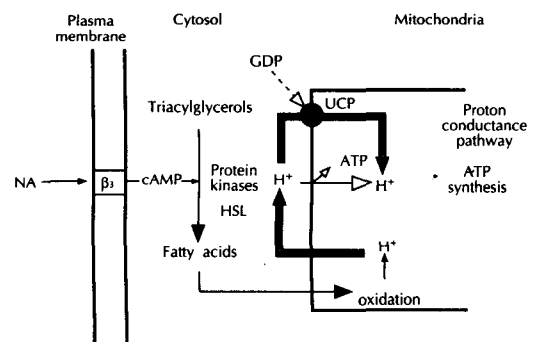 Plasma
membrane
Cytosol
Mitochondria
GDP
UCP
Triacylglycerols
Proton
conductance
pathway
ATP
NA
β3
cAMP
Protein
kinases
HSL
H+
H+
ATP
synthesis
Fatty acids
H+
oxidation